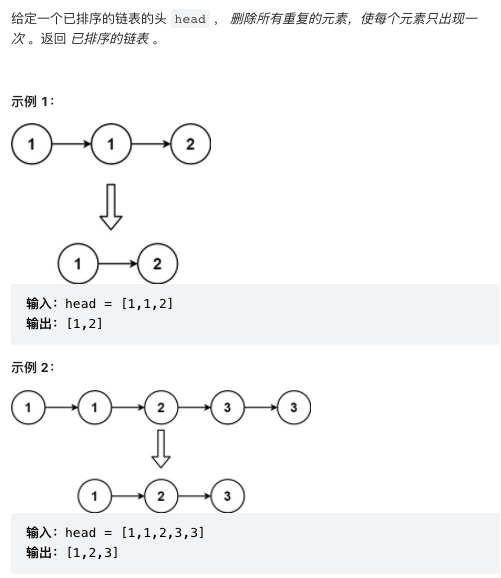 给定一个已排序的链表的头 head ， 删除所有重复的元素，使每个元素只出现一
次 。返回 已排序的链表 。
示例 1：
1 1 2
1 2
输入：head = [1,1,2]
输出：[1,2]
示例 2：
1 1 2 3 3
1 2 3
输入：head = [1,1,2,3,3]
输出：[1,2,3]